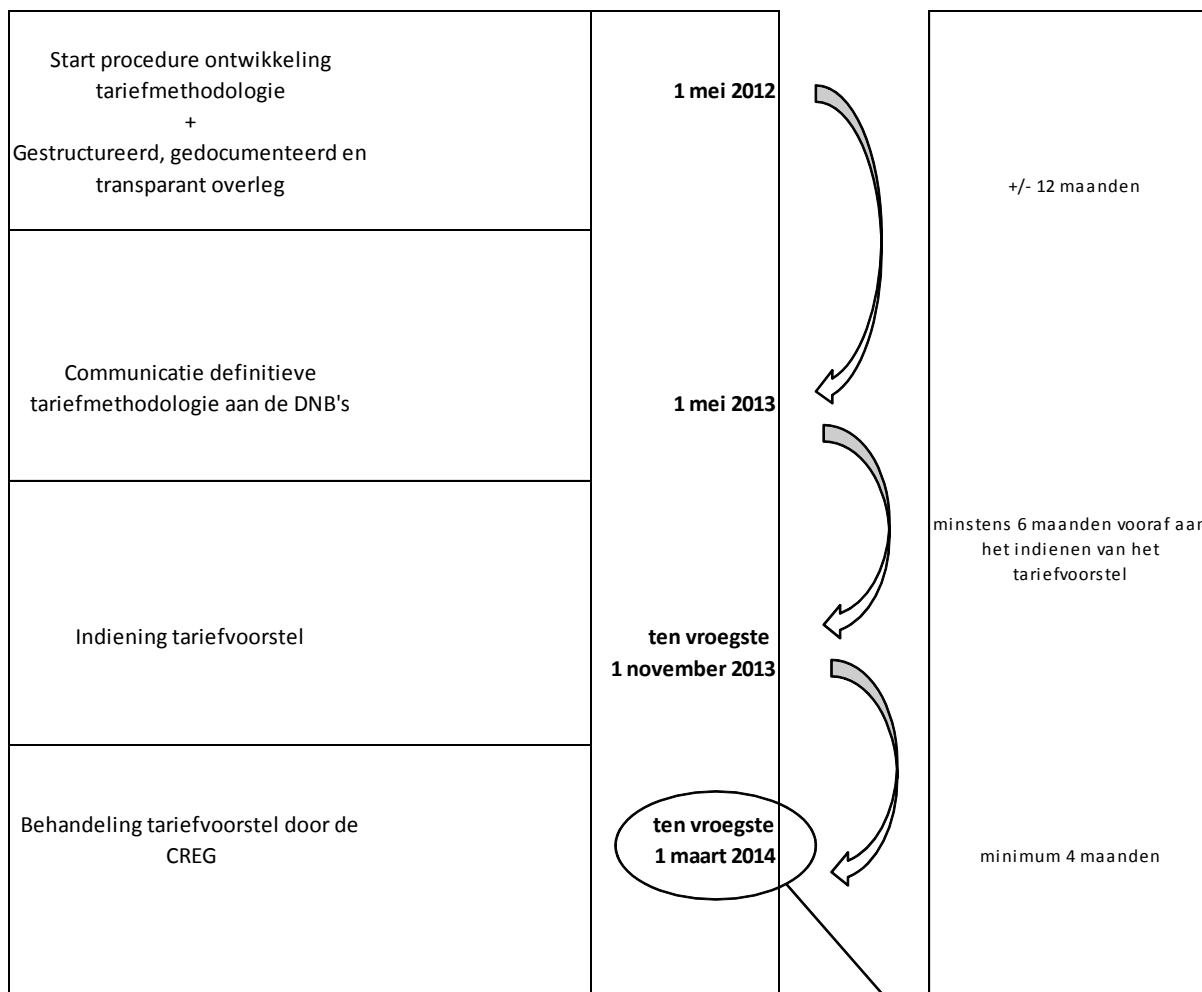 Start procedure ontwikkeling
tariefmethodologie
+
Gestructureerd, gedocumenteerd en
transparant overleg
1 mei 2012
+/- 12 maanden
Communicatie definitieve
tariefmethodologie aan de DNB's
1 mei 2013
minstens 6 maanden vooraf aan
het indienen van het
tariefvoorstel
Indiening tariefvoorstel
ten vroegste
1 november 2013
Behandeling tariefvoorstel door de
CREG
ten vroegste
1 maart 2014
minimum 4 maanden